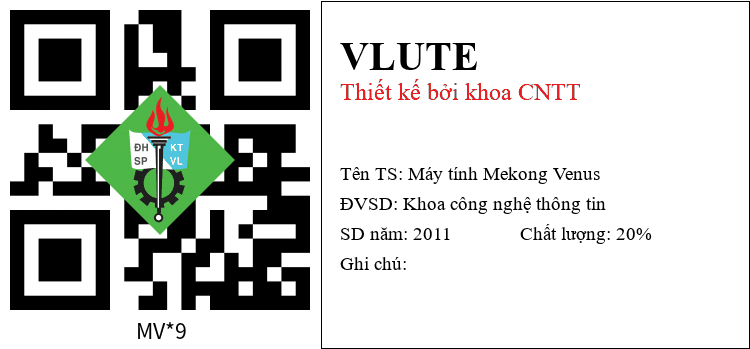 ĐH KT
SP VL
MV*9
VLUTE
Thiết kế bởi khoa CNTT
Tên TS: Máy tính Mekong Venus
ĐVSD: Khoa công nghệ thông tin
SD năm: 2011 Chất lượng: 20%
Ghi chú: